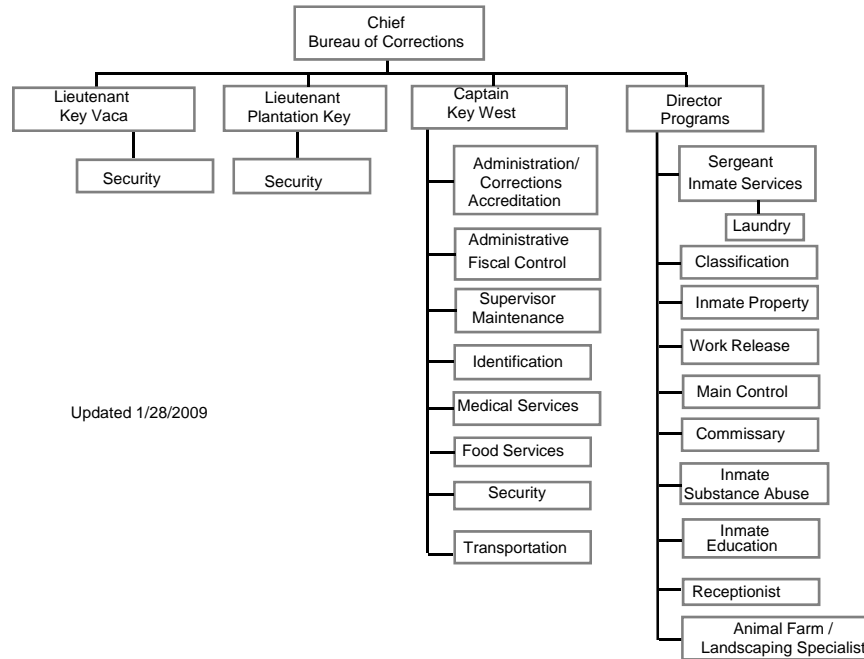 Chief
Bureau of Corrections
Lieutenant
Key Vaca
Lieutenant
Plantation Key
Captain
Key West
Director
Programs
Security
Security
Administration/
Corrections
Accreditation
Administrative
Fiscal Control
Supervisor
Maintenance
Identification
Medical Services
Food Services
Security
Transportation
Sergeant
Inmate Services
Laundry
Classification
Inmate Property
Work Release
Main Control
Commissary
Inmate
Substance Abuse
Inmate
Education
Receptionist
Animal Farm /
Landscaping Specialist
Updated 1/28/2009